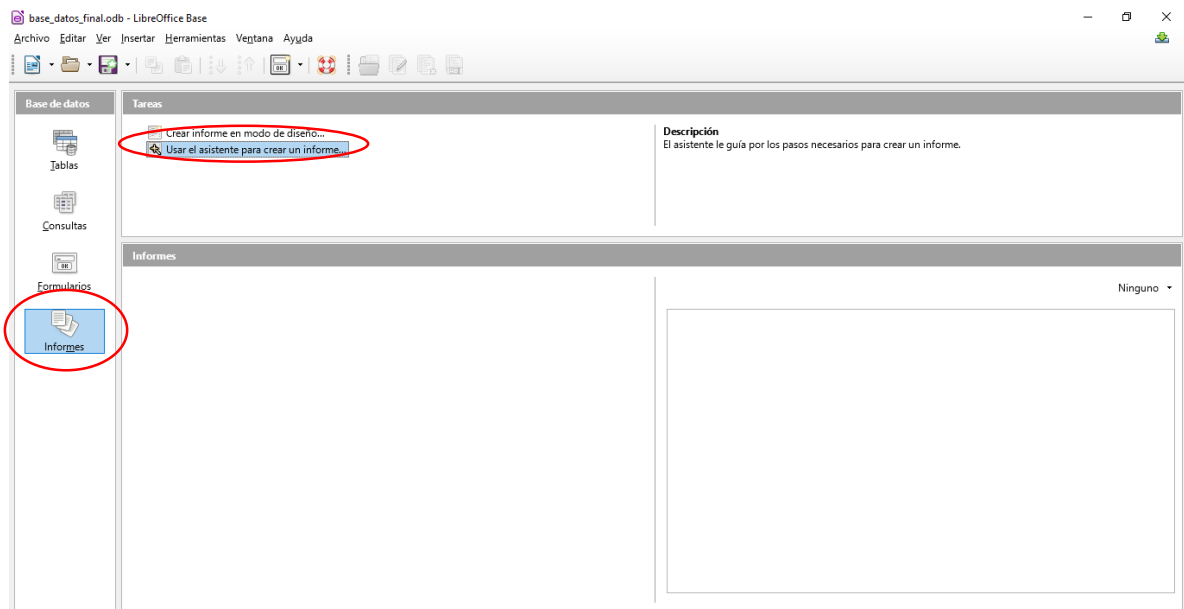 base_datos_final.odb - LibreOffice Base
Archivo Editar Ver Insertar Herramientas Ventana Ayuda
Base de datos
Tareas
Tablas
Consultas
Formularios
Informes
Crear informe en modo de diseño...
Usar el asistente para crear un informe...
Descripción
El asistente le guía por los pasos necesarios para crear un informe.
Informes
Ninguno